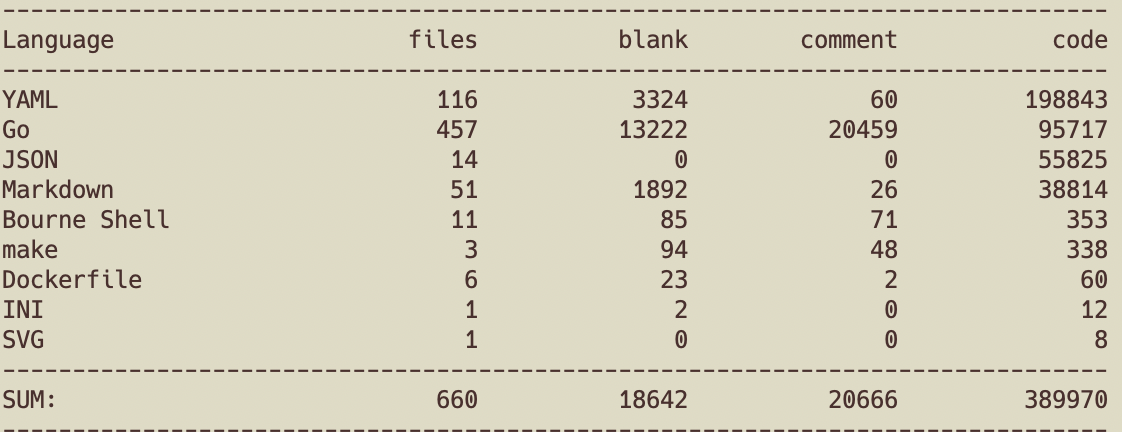 -------------------------------------------------------------------------------
Language                     files          blank        comment           code
-------------------------------------------------------------------------------
YAML                           116           3324             60         198843
Go                             457          13222          20459          95717
JSON                            14              0              0          55825
Markdown                        51           1892             26          38814
Bourne Shell                    11             85             71            353
make                             3             94             48            338
Dockerfile                       6             23              2             60
INI                              1              2              0             12
SVG                              1              0              0              8
-------------------------------------------------------------------------------
SUM:                           660          18642          20666         389970
-------------------------------------------------------------------------------